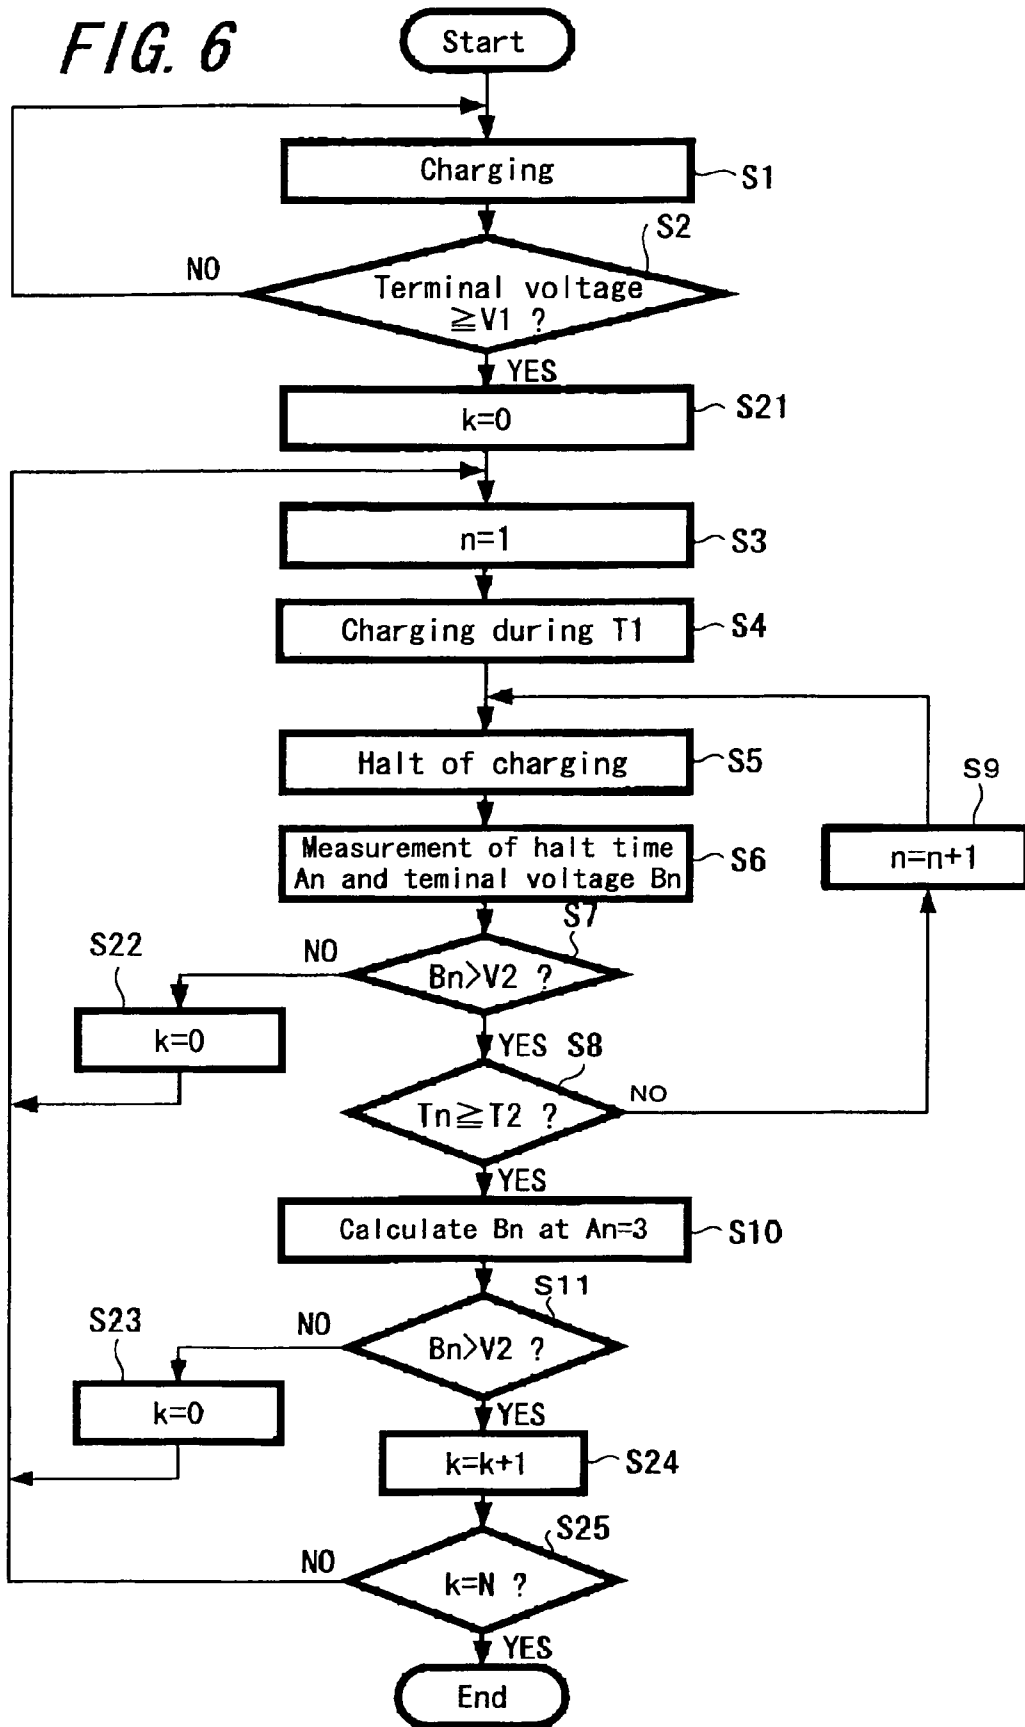 FIG. 6
Start
Charging
S1
S2
NO
Terminal voltage
≧V1 ?
YES
k=0
S21
n=1
S3
Charging during T1
S4
Halt of charging
S5
S9
n=n+1
Measurement of halt time
An and teminal voltage Bn
S6
S7
NO
S22
Bn>V2 ?
k=0
YES
S8
Tn≧T2 ?
NO
YES
Calculate Bn at An=3
S10
S11
NO
S23
Bn>V2 ?
k=0
YES
k=k+1
S24
S25
NO
k=N ?
YES
End